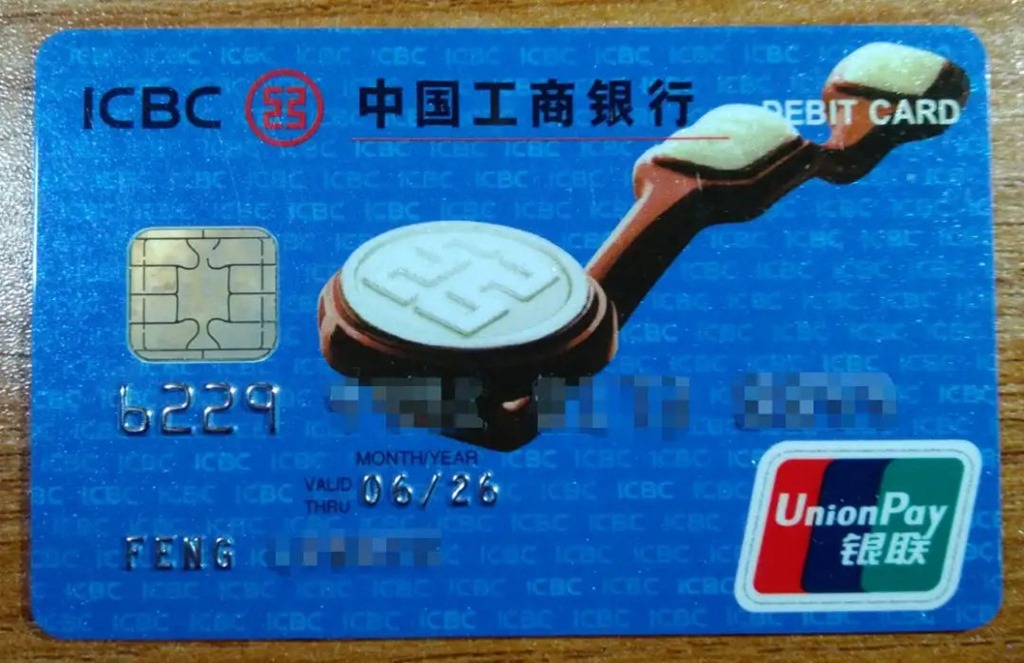 ICBC 中国工商银行 DEBIT CARD
6229
MONTH/YEAR
VALID THRU 06/26
FENG
UnionPay
银联